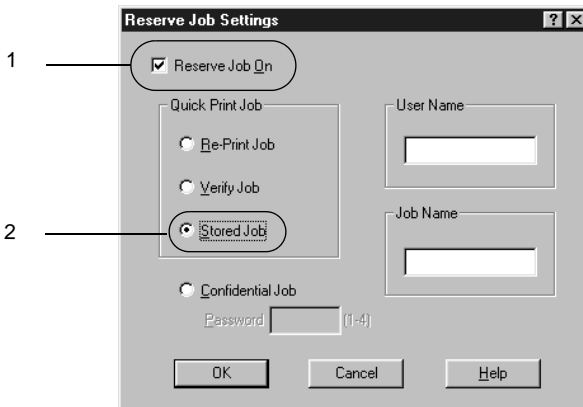 Reserve Job Settings
1
Reserve Job On
Quick Print Job
Re-Print Job
Verify Job
2
Stored Job
Confidential Job
Password (1-4)
User Name
Job Name
OK
Cancel
Help